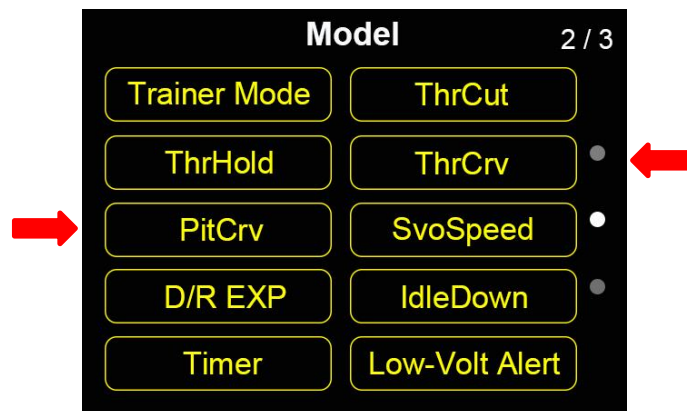 Model 2 / 3
Trainer Mode ThrCut
ThrHold ThrCrv
PitCrv SvoSpeed
D/R EXP IdleDown
Timer Low-Volt Alert